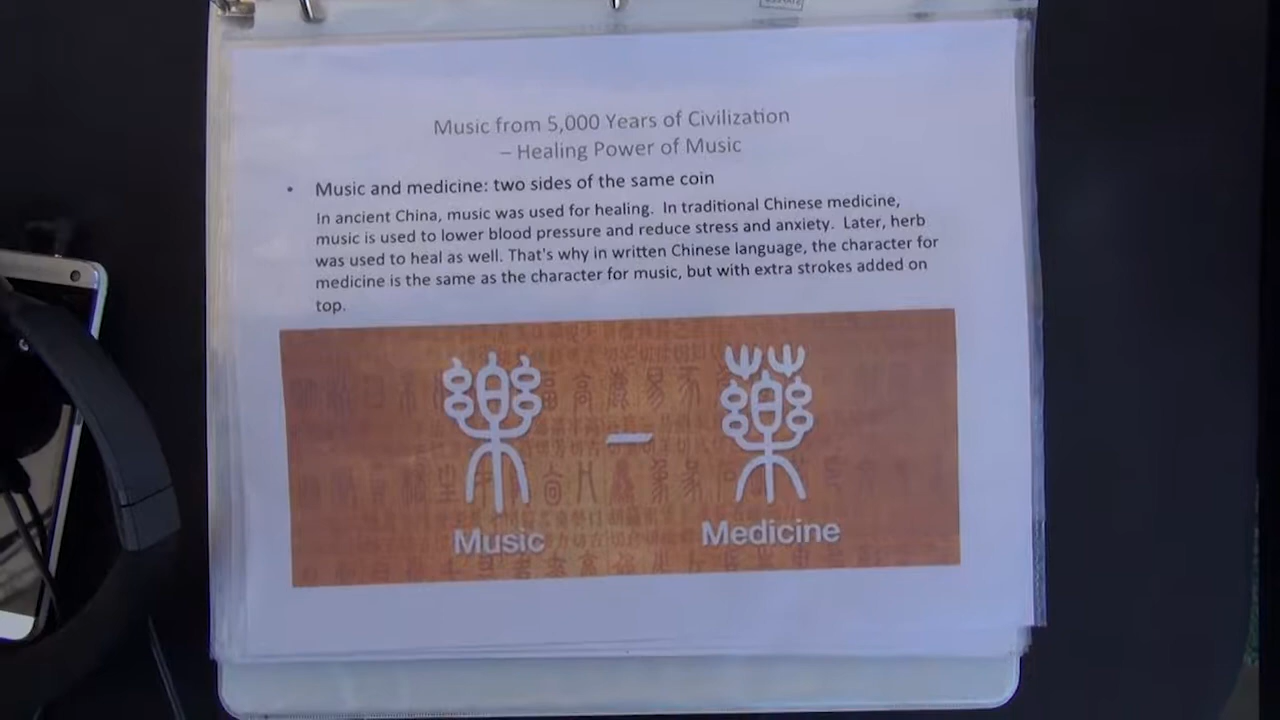 Music from 5,000 Years of Civilization
– Healing Power of Music
• Music and medicine: two sides of the same coin
In ancient China, music was used for healing. In traditional Chinese medicine,
music is used to lower blood pressure and reduce stress and anxiety. Later, herb
was used to heal as well. That's why in written Chinese language, the character for
medicine is the same as the character for music, but with extra strokes added on
top.
樂 – 藥
Music Medicine